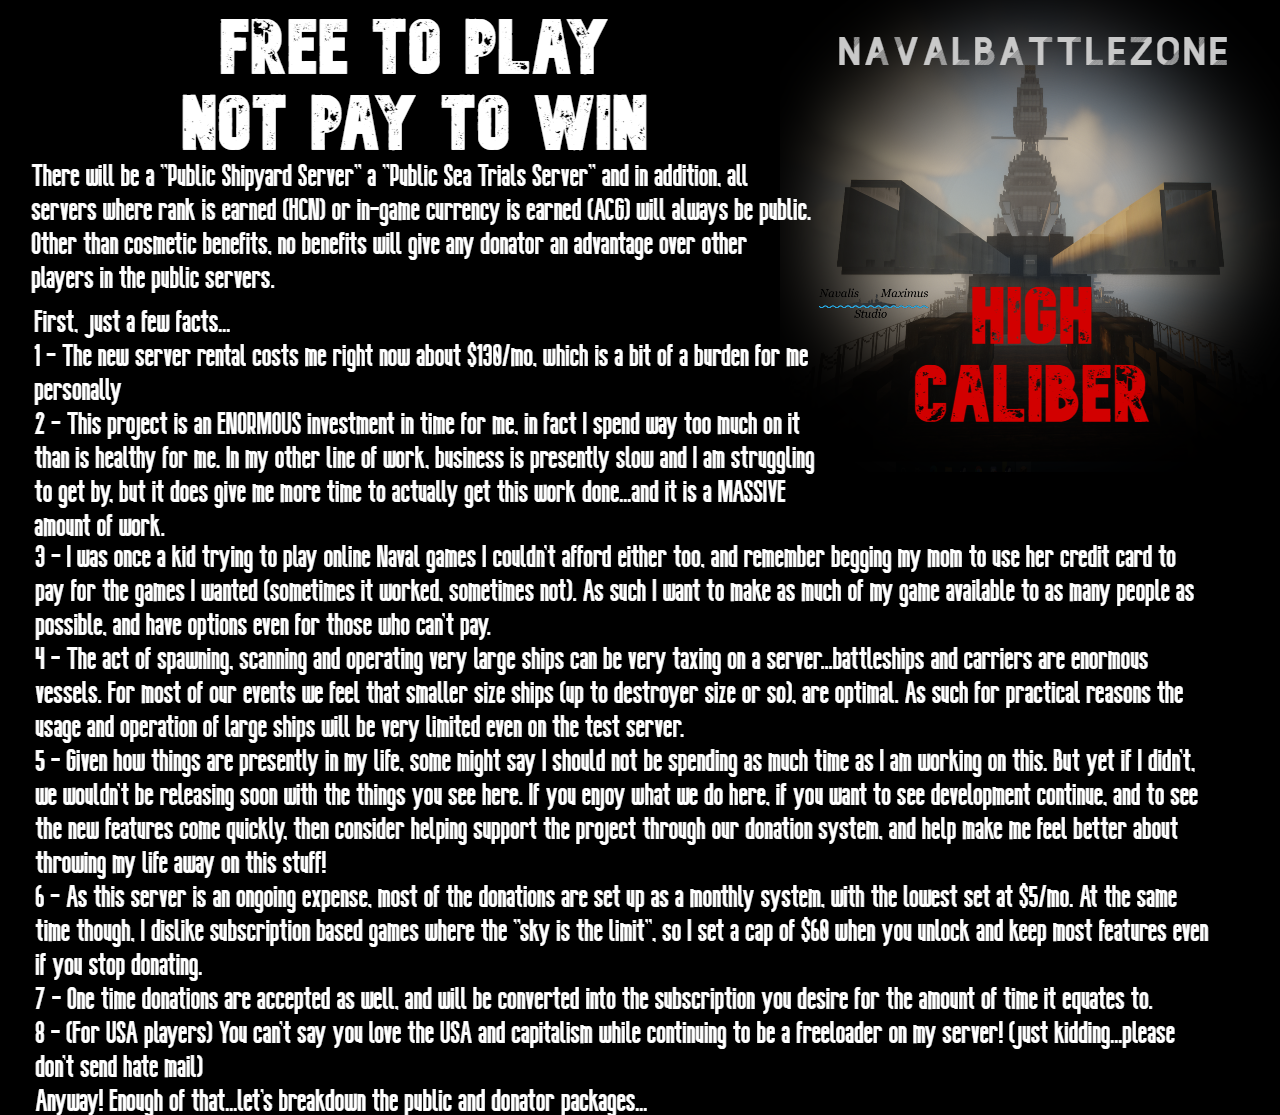 FREE TO PLAY
NOT PAY TO WIN
There will be a "Public Shipyard Server" a "Public Sea Trials Server" and in addition, all
servers where rank is earned (HCN) or in-game currency is earned (ACG) will always be public.
Other than cosmetic benefits, no benefits will give any donator an advantage over other
players in the public servers.
NAVALBATTLEZONE
Navalis Maximus
Studio
HIGH
CALIBER
First, just a few facts...
1 - The new server rental costs me right now about $130/mo, which is a bit of a burden for me
personally
2 - This project is an ENORMOUS investment in time for me, in fact I spend way too much on it
than is healthy for me. In my other line of work, business is presently slow and I am struggling
to get by, but it does give me more time to actually get this work done...and it is a MASSIVE
amount of work.
3 - I was once a kid trying to play online Naval games I couldn't afford either too, and remember begging my mom to use her credit card to
pay for the games I wanted (sometimes it worked, sometimes not). As such I want to make as much of my game available to as many people as
possible, and have options even for those who can't pay.
4 - The act of spawning, scanning and operating very large ships can be very taxing on a server...battleships and carriers are enormous
vessels. For most of our events we feel that smaller size ships (up to destroyer size or so), are optimal. As such for practical reasons the
usage and operation of large ships will be very limited even on the test server.
5 - Given how things are presently in my life, some might say I should not be spending as much time as I am working on this. But yet if I didn't,
we wouldn't be releasing soon with the things you see here. If you enjoy what we do here, if you want to see development continue, and to see
the new features come quickly, then consider helping support the project through our donation system, and help make me feel better about
throwing my life away on this stuff!
6 - As this server is an ongoing expense, most of the donations are set up as a monthly system, with the lowest set at $5/mo. At the same
time though, I dislike subscription based games where the "sky is the limit", so I set a cap of $60 when you unlock and keep most features even
if you stop donating.
7 - One time donations are accepted as well, and will be converted into the subscription you desire for the amount of time it equates to.
8 - (For USA players) You can't say you love the USA and capitalism while continuing to be a freeloader on my server! (just kidding...please
don't send hate mail)
Anyway! Enough of that...let's breakdown the public and donator packages...